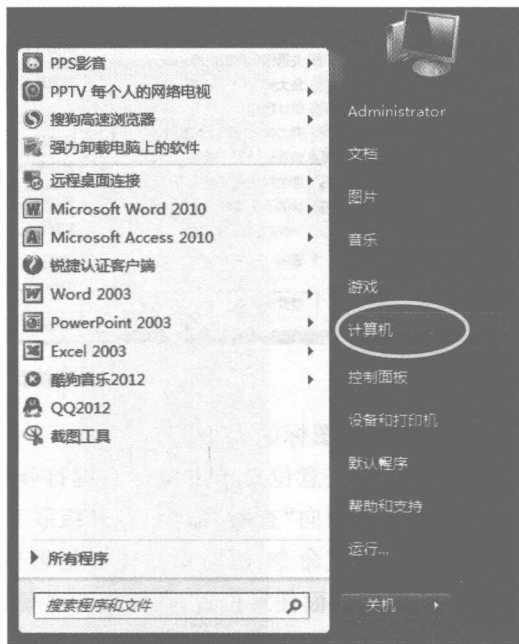 PPS影音
PPTV 每个人的网络电视
搜狗高速浏览器
强力卸载电脑上的软件
远程桌面连接
Microsoft Word 2010
Microsoft Access 2010
锐捷认证客户端
Word 2003
PowerPoint 2003
Excel 2003
酷狗音乐2012
QQ2012
截图工具
所有程序
搜索程序和文件
Administrator
文档
图片
音乐
游戏
计算机
控制面板
设备和打印机
默认程序
帮助和支持
运行...
关机